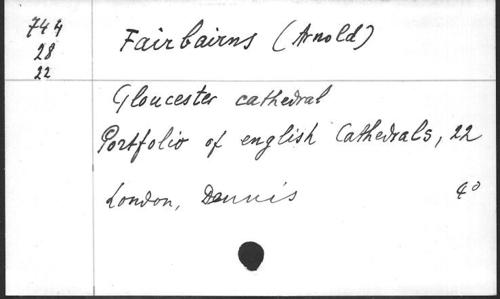 744
28
22
Fairbairns (Arnold)
Gloucester cathedral
Portfolio of english Cathedrals, 22
London, Dennis 4°